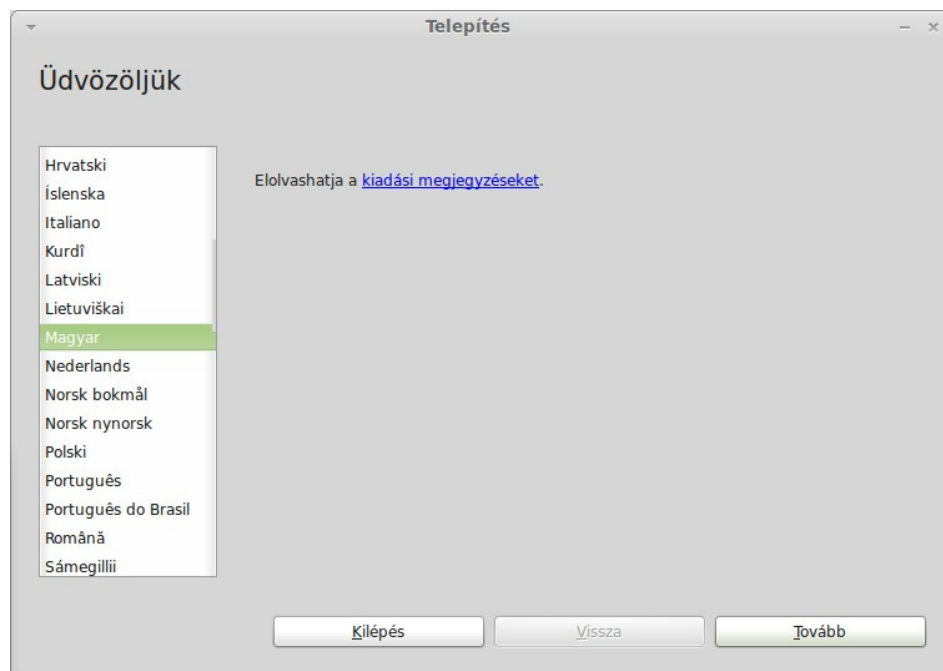 Telepítés
Üdvözöljük
Hrvatski
Íslenska
Italiano
Kurdî
Latviski
Lietuviškai
Magyar
Nederlands
Norsk bokmål
Norsk nynorsk
Polski
Português
Português do Brasil
Română
Sámegillii
Elolvashatja a kiadási megjegyzéseket.
Kilépés
Vissza
Tovább